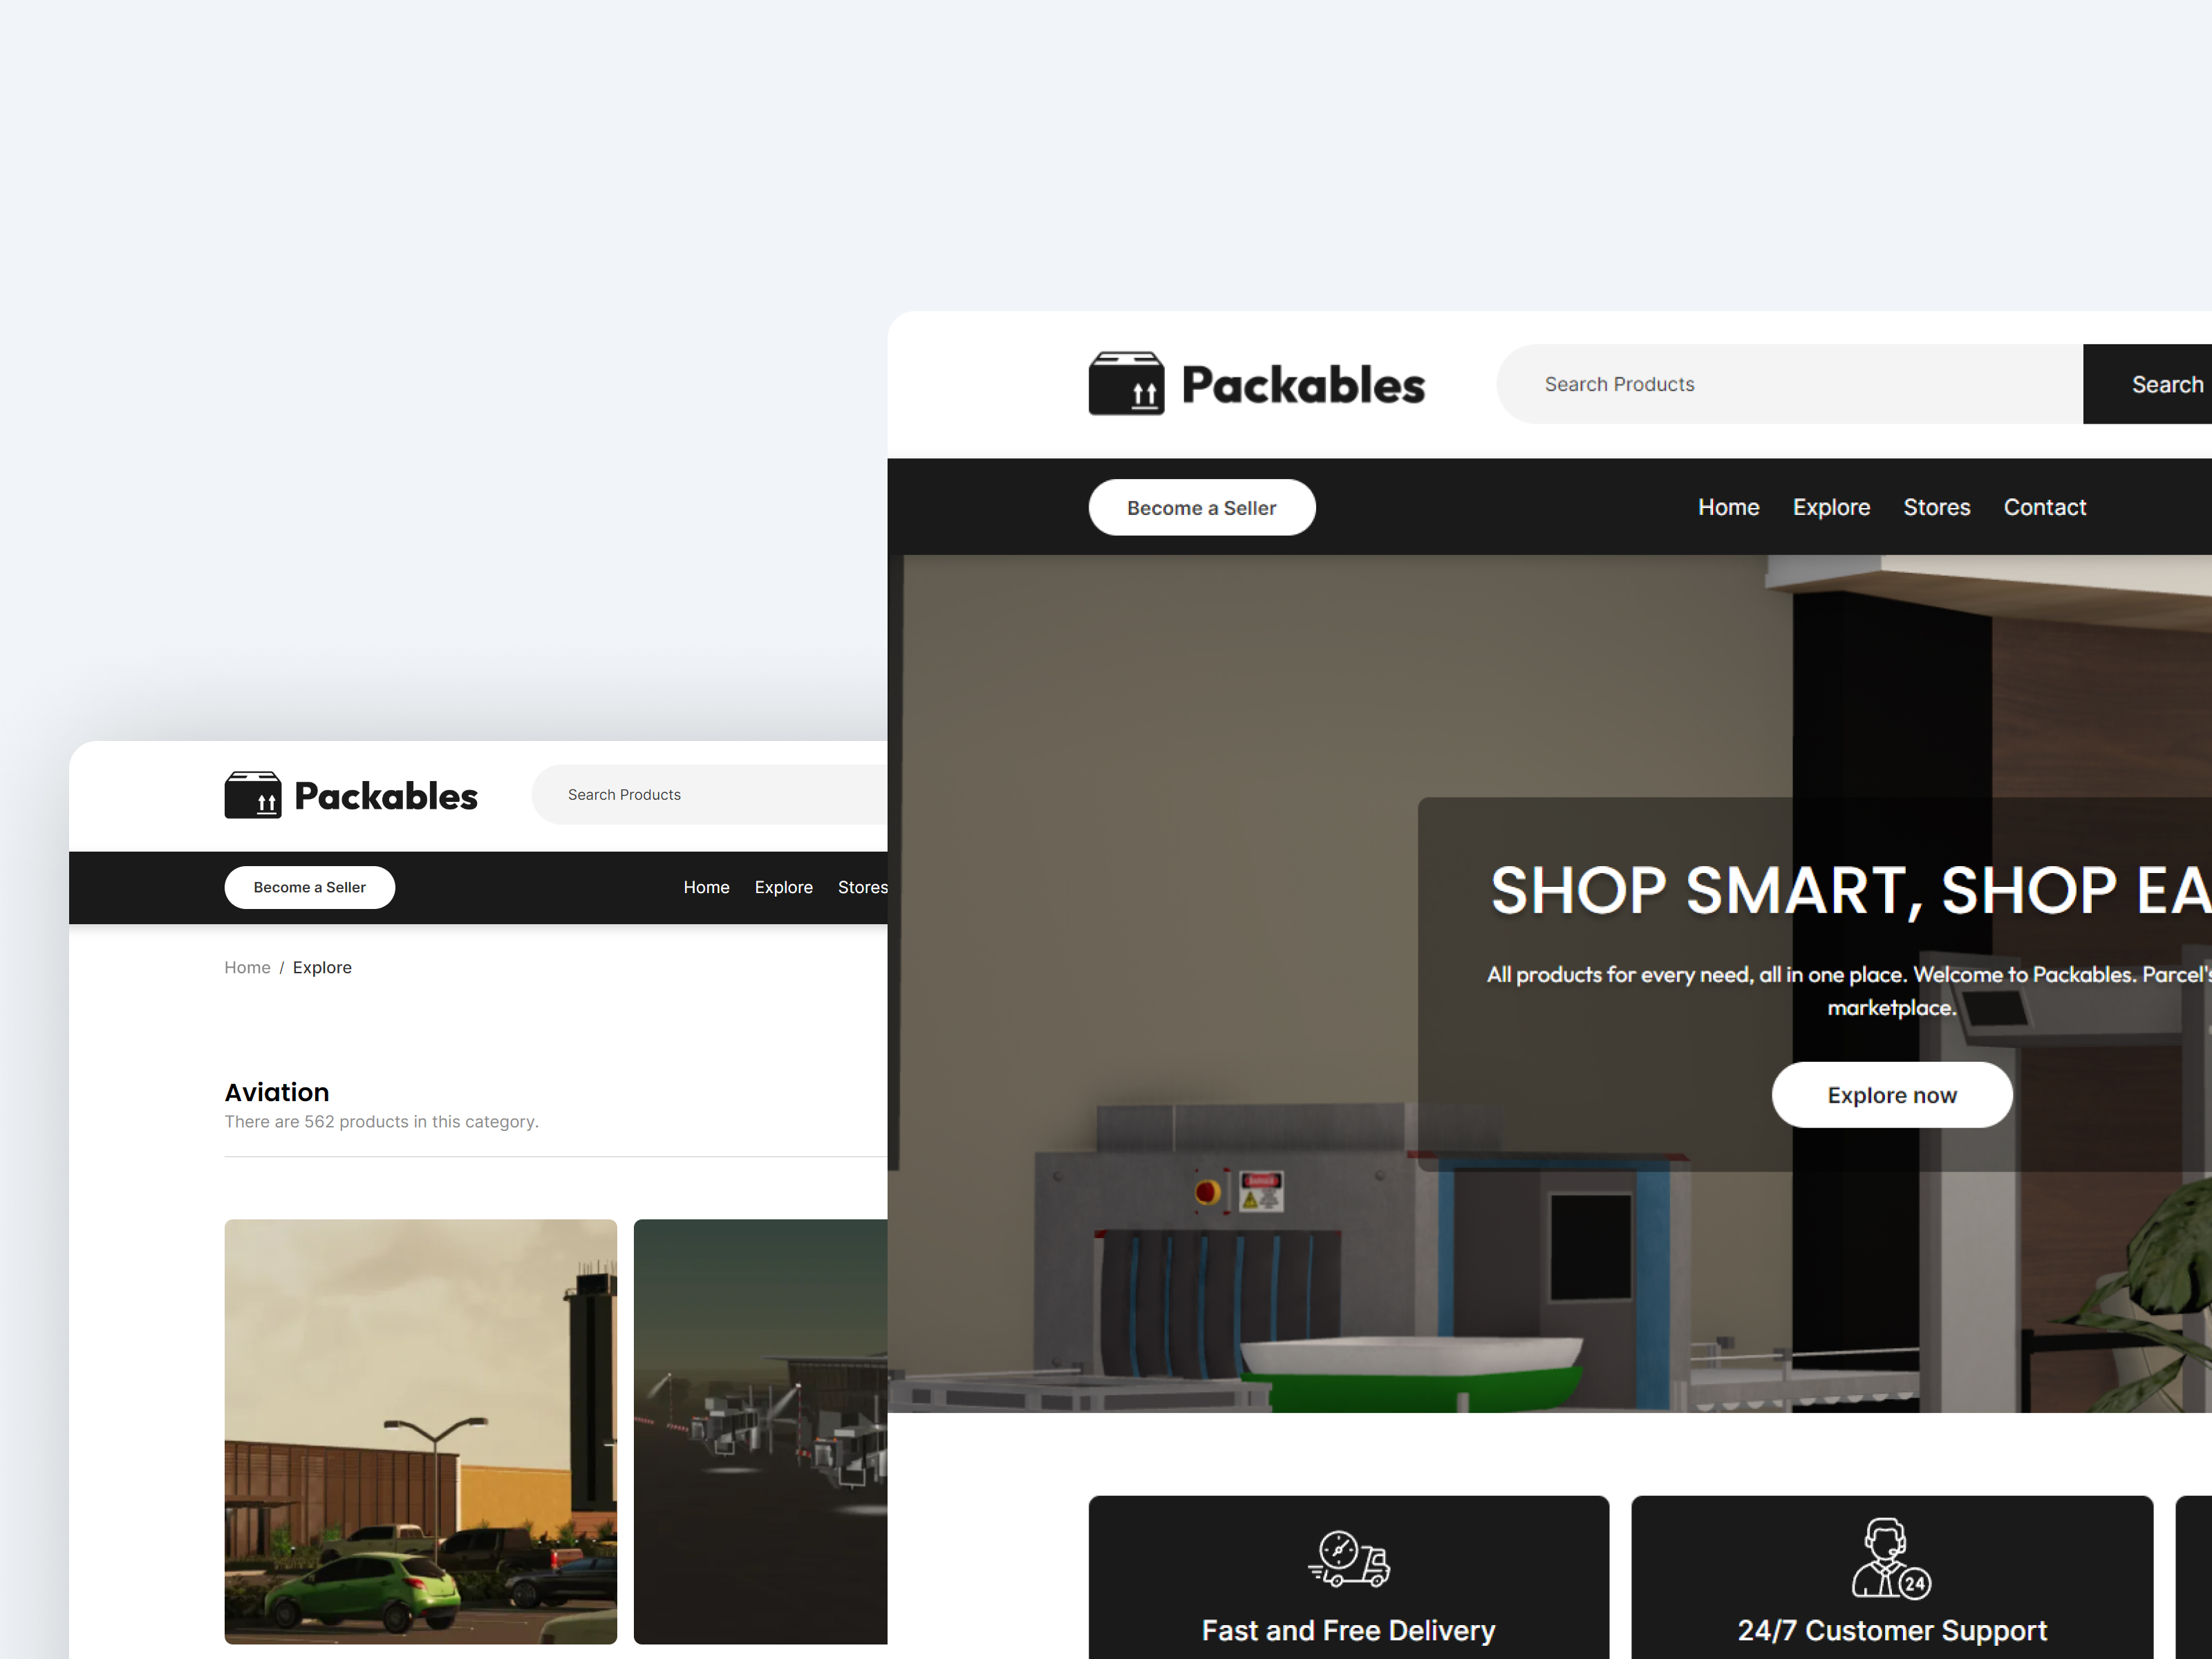 Packables
Search Products
Search
Become a Seller
Home Explore Stores Contact
SHOP SMART, SHOP EA
All products for every need, all in one place. Welcome to Packables. Parcel's
marketplace.
Explore now
DANGER
Fast and Free Delivery
24
24/7 Customer Support
Packables
Search Products
Become a Seller
Home Explore Stores
Home / Explore
Aviation
There are 562 products in this category.